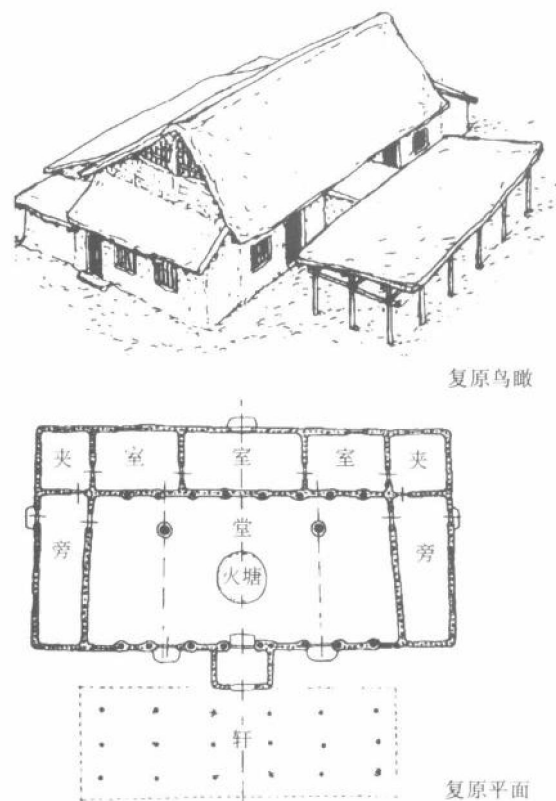 复原鸟瞰
夹 室 室 室 夹
旁 堂 旁
火塘
轩
复原平面